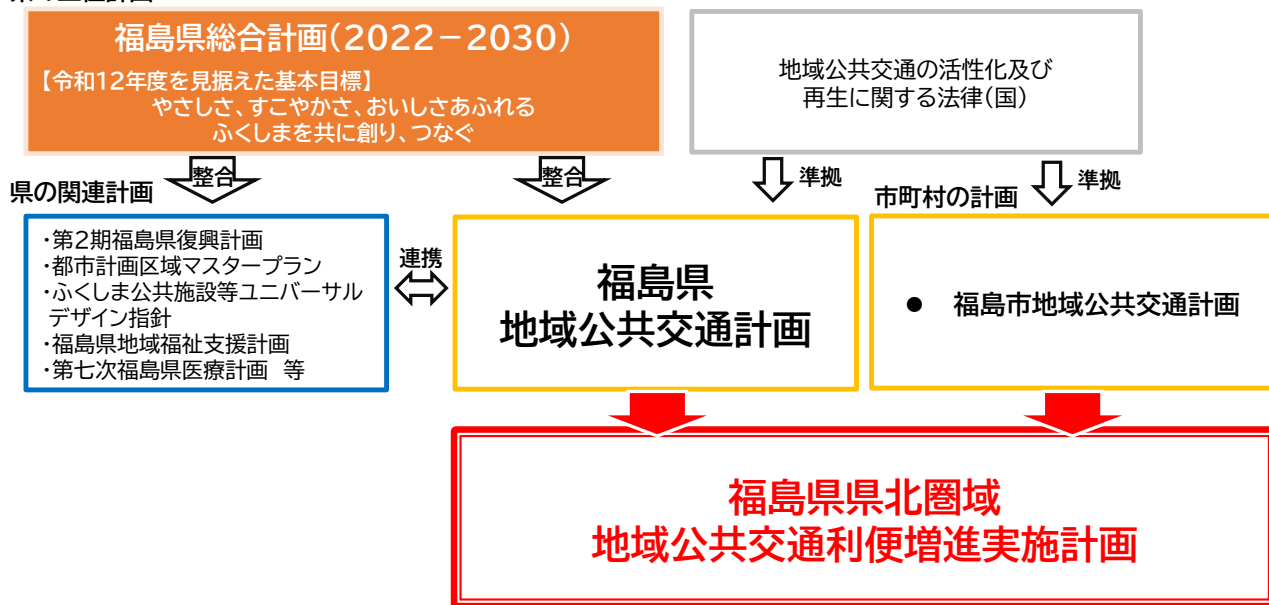 福島県総合計画(2022－2030)
【令和12年度を見据えた基本目標】
やさしさ、すこやかさ、おいしさあふれる
ふくしまを共に創り、つなぐ
地域公共交通の活性化及び
再生に関する法律(国)
整合
整合
準拠
準拠
県の関連計画
市町村の計画
・第2期福島県復興計画
・都市計画区域マスタープラン
・ふくしま公共施設等ユニバーサル
デザイン指針
・福島県地域福祉支援計画
・第七次福島県医療計画　等
連携
福島県
地域公共交通計画
● 福島市地域公共交通計画
福島県県北圏域
地域公共交通利便増進実施計画